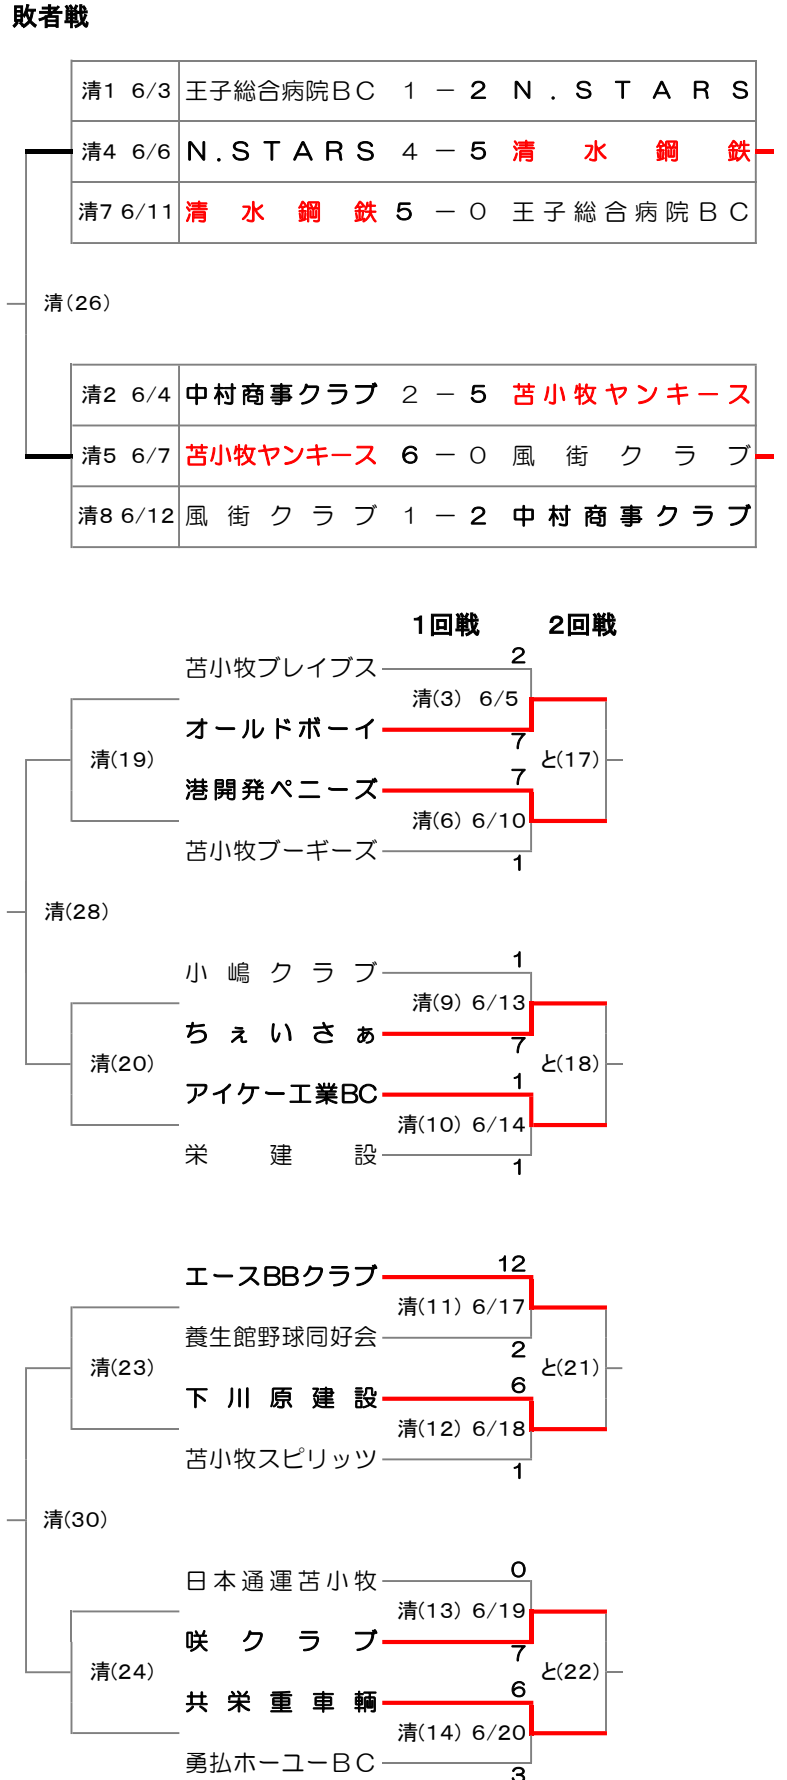 敗者戦
清1 6/3 王子総合病院BC 1 － 2 N.STARS
清4 6/6 N.STARS 4 － 5 清水鋼鉄
清7 6/11 清水鋼鉄 5 － 0 王子総合病院BC
清(26)
清2 6/4 中村商事クラブ 2 － 5 苫小牧ヤンキース
清5 6/7 苫小牧ヤンキース 6 － 0 風街クラブ
清8 6/12 風街クラブ 1 － 2 中村商事クラブ
1回戦 2回戦
苫小牧ブレイブス 2
清(3) 6/5
オールドボーイ 7
清(19) と(17)
港開発ペニーズ 7
清(6) 6/10
苫小牧ブーギーズ 1
清(28)
小嶋クラブ 1
清(9) 6/13
ちぇいさぁ 7
清(20) と(18)
アイケー工業BC 1
清(10) 6/14
栄建設 1
エースBBクラブ 12
清(11) 6/17
養生館野球同好会 2
清(23) と(21)
下川原建設 6
清(12) 6/18
苫小牧スピリッツ 1
清(30)
日本通運苫小牧 0
清(13) 6/19
咲クラブ 7
清(24) と(22)
共栄重車輌 6
清(14) 6/20
勇払ホーユーBC 3